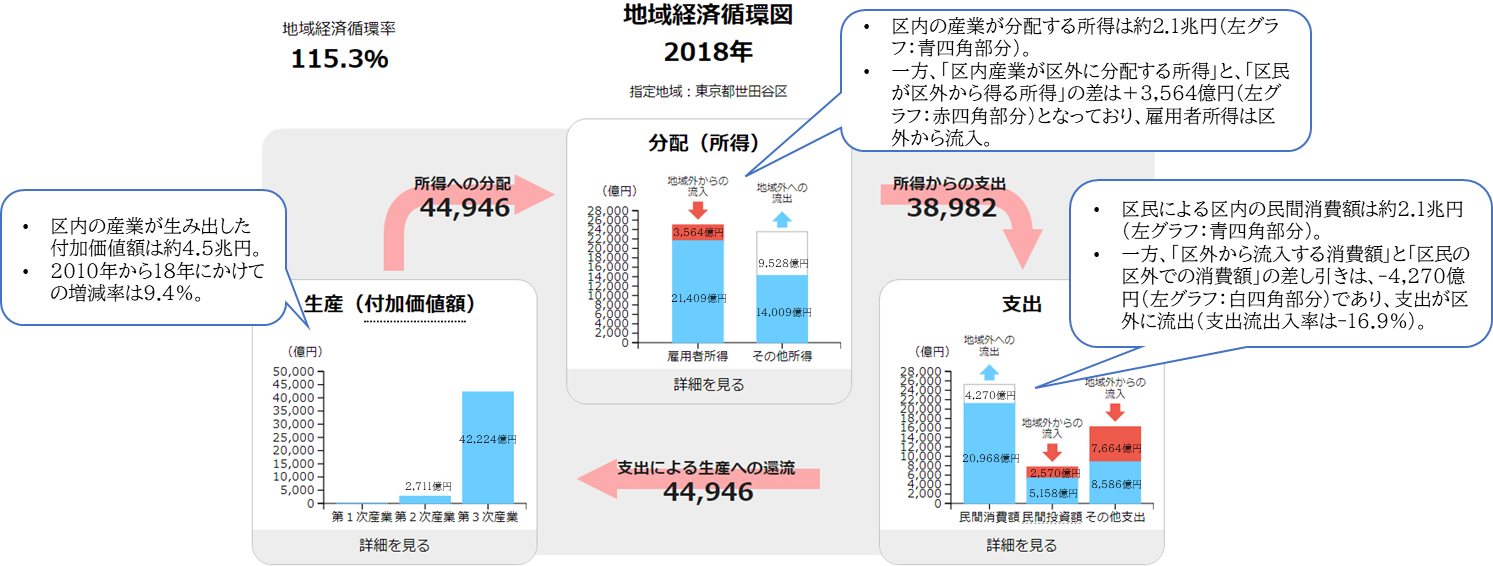 地域経済循環率
115.3%
地域経済循環図
2018年
指定地域：東京都世田谷区
• 区内の産業が分配する所得は約2.1兆円（左グラ
フ：青四角部分）。
• 一方、「区内産業が区外に分配する所得」と、「区民
が区外から得る所得」の差は＋3,564億円（左グ
ラフ：赤四角部分）となっており、雇用者所得は区
外から流入。
• 区内の産業が生み出した
付加価値額は約4.5兆円。
• 2010年から18年にかけて
の増減率は9.4％。
所得への分配
44,946
分配（所得）
（億円）
地域外からの
流入
地域外への
流出
28,000
26,000
24,000
22,000
20,000
18,000
16,000
14,000
12,000
10,000
8,000
6,000
4,000
2,000
0
3,564億円
21,409億円
9,528億円
14,009億円
雇用者所得
その他所得
詳細を見る
所得からの支出
38,982
• 区民による区内の民間消費額は約2.1兆円
（左グラフ：青四角部分）。
• 一方、「区外から流入する消費額」と「区民の
区外での消費額」の差し引きは、-4,270億
円（左グラフ：白四角部分）であり、支出が区
外に流出（支出流出入率は-16.9％）。
生産（付加価値額）
（億円）
50,000
45,000
40,000
35,000
30,000
25,000
20,000
15,000
10,000
5,000
0
2,711億円
42,224億円
第１次産業
第２次産業
第３次産業
詳細を見る
支出による生産への還流
44,946
支出
（億円）
地域外への
流出
地域外からの
流入
地域外からの
流入
28,000
26,000
24,000
22,000
20,000
18,000
16,000
14,000
12,000
10,000
8,000
6,000
4,000
2,000
0
4,270億円
20,968億円
2,570億円
5,158億円
7,664億円
8,586億円
民間消費額
民間投資額
その他支出
詳細を見る